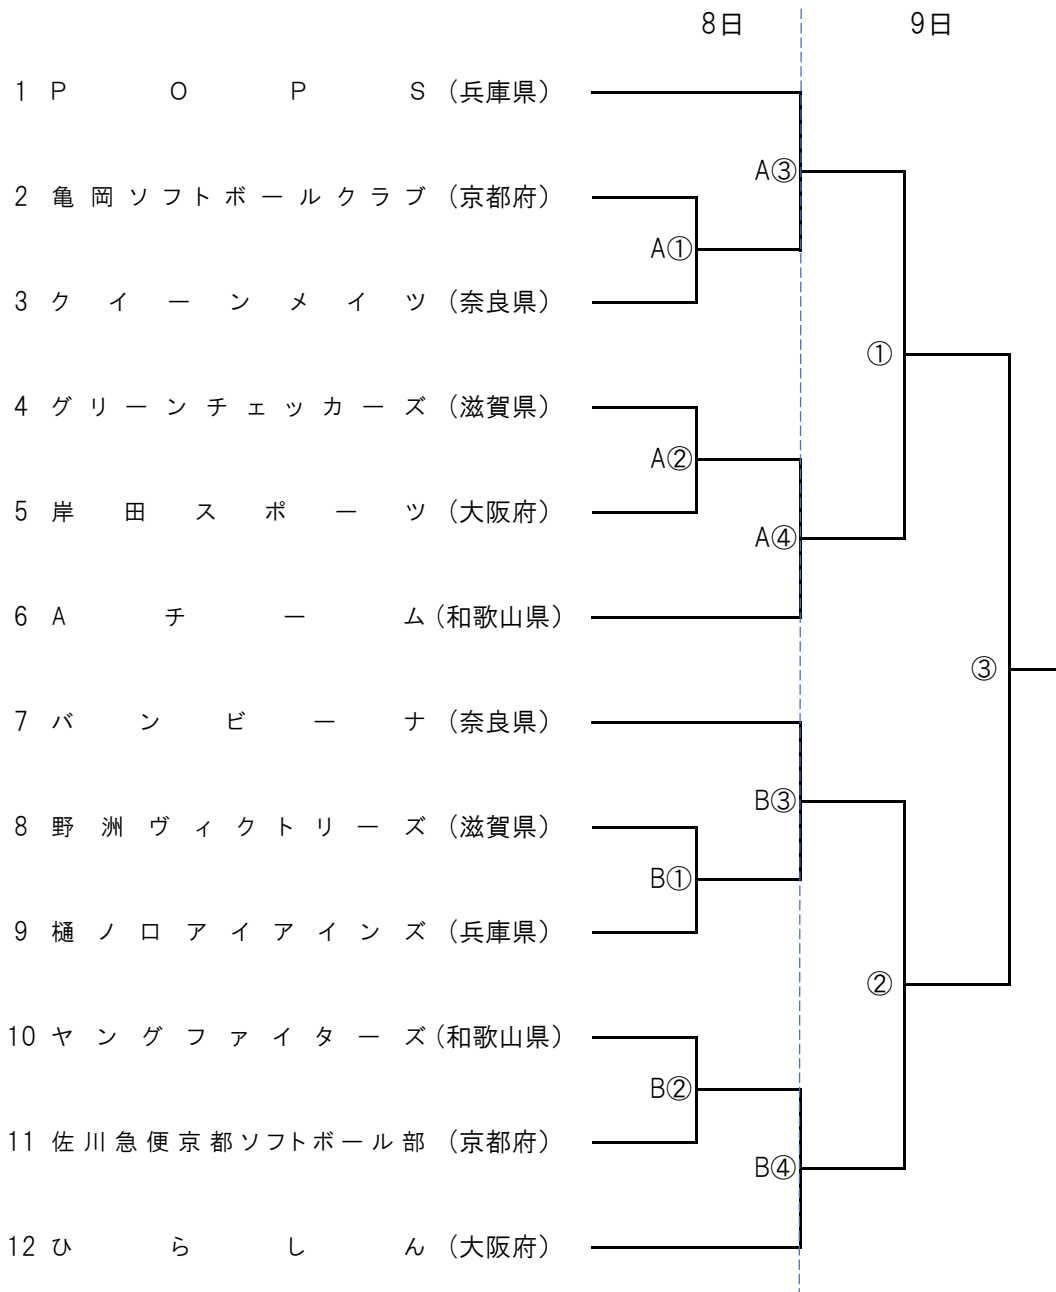 8日 9日
1 P O P S (兵庫県)
A③
2 亀岡ソフトボールクラブ (京都府)
A①
3 クイーンメイツ (奈良県)
①
4 グリーンチェッカーズ (滋賀県)
A②
5 岸田スポーツ (大阪府)
A④
6 Aチーム (和歌山県)
③
7 バンビーナ (奈良県)
B③
8 野洲ヴィクトリーズ (滋賀県)
B①
9 樋ノロアイアインズ (兵庫県)
②
10 ヤングファイターズ (和歌山県)
B②
11 佐川急便京都ソフトボール部 (京都府)
B④
12 ひらしん (大阪府)